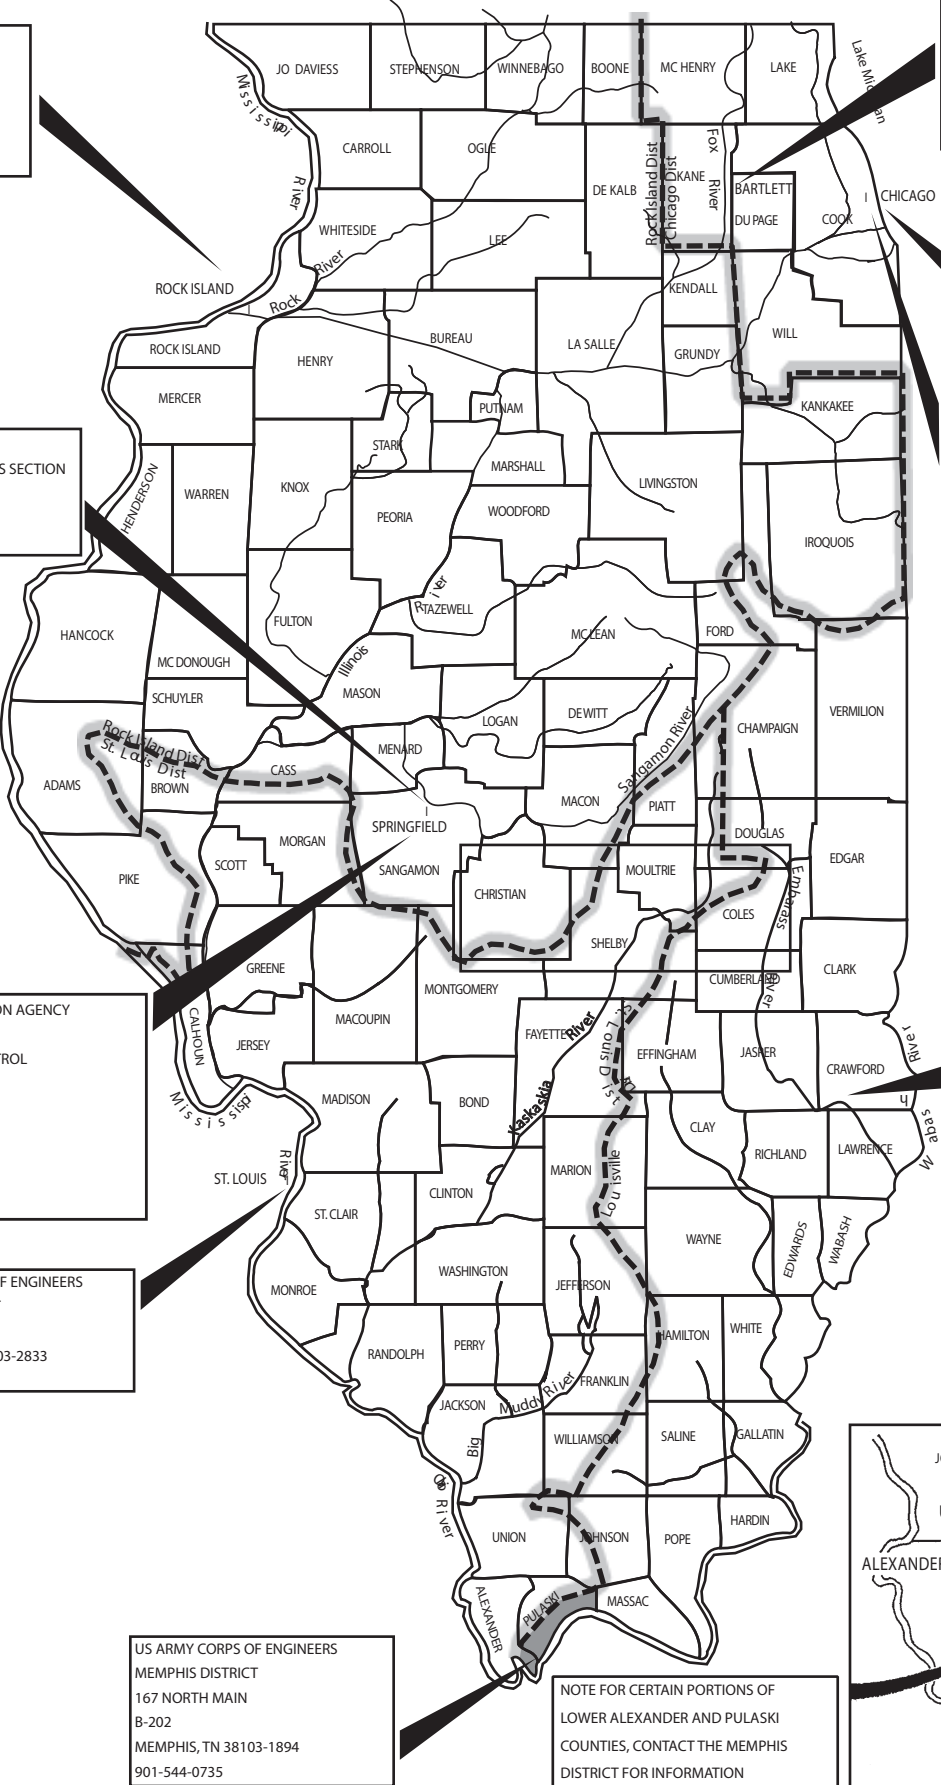 JO DAVIESS
STEPHENSON
WINNEBAGO
BOONE
MC HENRY
LAKE
Mississippi
River
CARROLL
OGLE
DE KALB
Rock Island Dist
Chicago Dist
KANE
Fox
River
BARTLETT
DU PAGE
COOK
CHICAGO
WHITESIDE
LEE
River
Rock
ROCK ISLAND
KENDALL
ROCK ISLAND
HENRY
BUREAU
LA SALLE
GRUNDY
WILL
MERCER
PUTNAM
KANKAKEE
STARK
S SECTION
HENDERSON
WARREN
KNOX
MARSHALL
LIVINGSTON
PEORIA
WOODFORD
IROQUOIS
HANCOCK
FULTON
River
TAZEWELL
MC LEAN
FORD
MC DONOUGH
Illinois
SCHUYLER
MASON
LOGAN
DE WITT
CHAMPAIGN
VERMILION
Rock Island Dist
St. Louis Dist
MENARD
Sangamon River
ADAMS
BROWN
CASS
MACON
PIATT
SPRINGFIELD
DOUGLAS
MORGAN
SCOTT
SANGAMON
EDGAR
PIKE
CHRISTIAN
MOULTRIE
COLES
Embarass
River
SHELBY
GREENE
CUMBERLAND
CLARK
MONTGOMERY
ON AGENCY
TROL
CALHOUN
MACOUPIN
JERSEY
FAYETTE
River
Kaskaskia
St. Louis Dist
EFFINGHAM
JASPER
CRAWFORD
River
Wabash
Mississippi
River
MADISON
BOND
CLAY
RICHLAND
LAWRENCE
ST. LOUIS
MARION
Louisville
CLINTON
ST. CLAIR
WAYNE
EDWARDS
WABASH
F ENGINEERS
03-2833
MONROE
WASHINGTON
JEFFERSON
HAMILTON
WHITE
RANDOLPH
PERRY
FRANKLIN
JACKSON
Big
Muddy River
WILLIAMSON
SALINE
GALLATIN
River
UNION
JOHNSON
POPE
HARDIN
ALEXANDER
PULASKI
MASSAC
US ARMY CORPS OF ENGINEERS
MEMPHIS DISTRICT
167 NORTH MAIN
B-202
MEMPHIS, TN 38103-1894
901-544-0735
NOTE FOR CERTAIN PORTIONS OF
LOWER ALEXANDER AND PULASKI
COUNTIES, CONTACT THE MEMPHIS
DISTRICT FOR INFORMATION
ALEXANDER